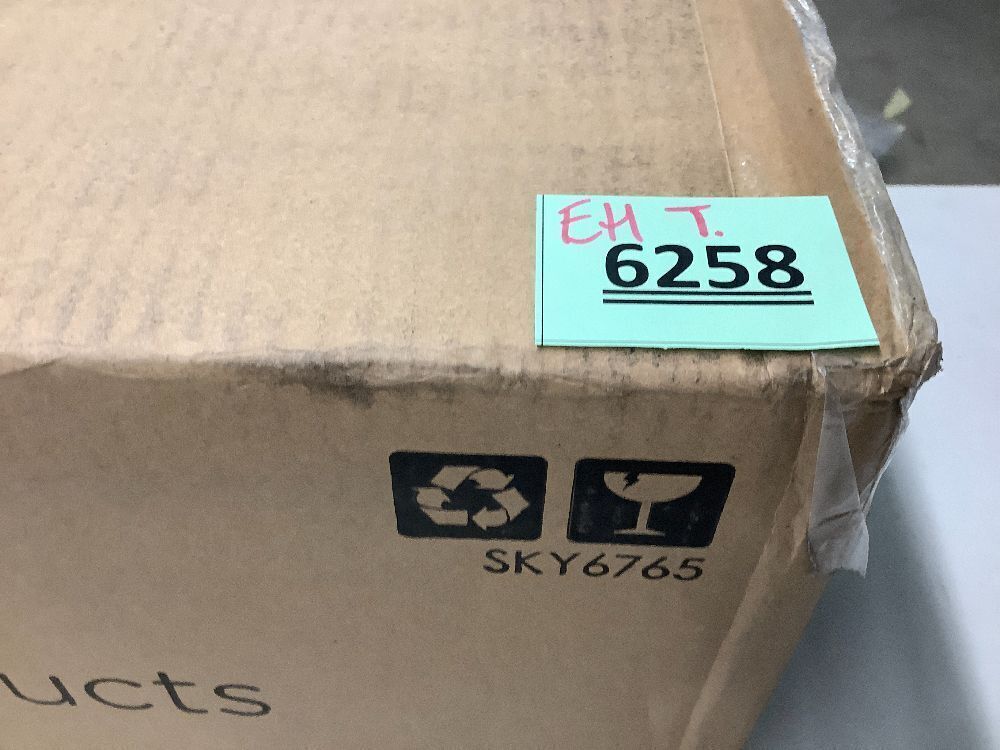 EH T.
6258
SKY6765
ucts